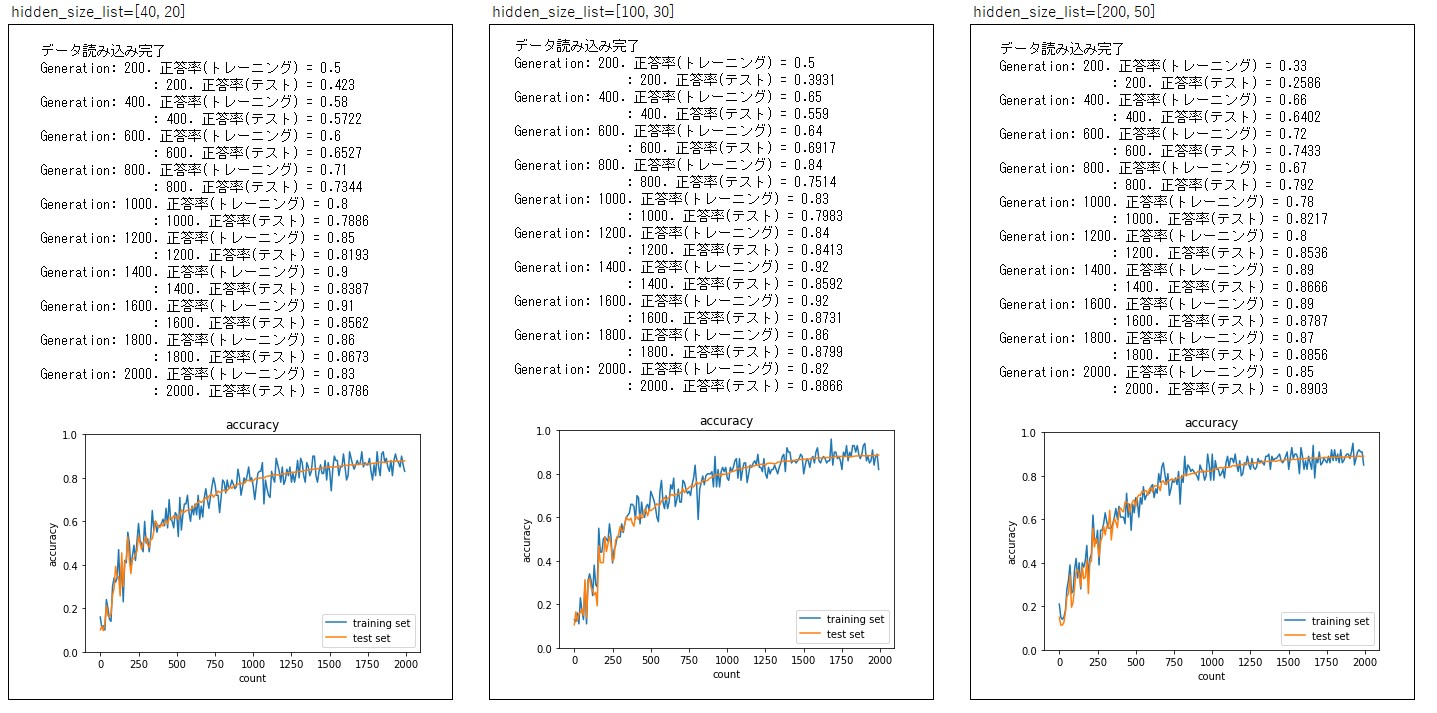 hidden_size_list=[40, 20]
データ読み込み完了
Generation: 200. 正答率(トレーニング) = 0.5
: 200. 正答率(テスト) = 0.423
Generation: 400. 正答率(トレーニング) = 0.58
: 400. 正答率(テスト) = 0.5722
Generation: 600. 正答率(トレーニング) = 0.6
: 600. 正答率(テスト) = 0.6527
Generation: 800. 正答率(トレーニング) = 0.71
: 800. 正答率(テスト) = 0.7344
Generation: 1000. 正答率(トレーニング) = 0.8
: 1000. 正答率(テスト) = 0.7886
Generation: 1200. 正答率(トレーニング) = 0.85
: 1200. 正答率(テスト) = 0.8193
Generation: 1400. 正答率(トレーニング) = 0.9
: 1400. 正答率(テスト) = 0.8387
Generation: 1600. 正答率(トレーニング) = 0.91
: 1600. 正答率(テスト) = 0.8562
Generation: 1800. 正答率(トレーニング) = 0.86
: 1800. 正答率(テスト) = 0.8673
Generation: 2000. 正答率(トレーニング) = 0.83
: 2000. 正答率(テスト) = 0.8786
accuracy
1.0
0.8
0.6
0.4
0.2
0.0
accuracy
training set
test set
0 250 500 750 1000 1250 1500 1750 2000
count
hidden_size_list=[100, 30]
データ読み込み完了
Generation: 200. 正答率(トレーニング) = 0.5
: 200. 正答率(テスト) = 0.3931
Generation: 400. 正答率(トレーニング) = 0.65
: 400. 正答率(テスト) = 0.559
Generation: 600. 正答率(トレーニング) = 0.64
: 600. 正答率(テスト) = 0.6917
Generation: 800. 正答率(トレーニング) = 0.84
: 800. 正答率(テスト) = 0.7514
Generation: 1000. 正答率(トレーニング) = 0.83
: 1000. 正答率(テスト) = 0.7983
Generation: 1200. 正答率(トレーニング) = 0.84
: 1200. 正答率(テスト) = 0.8413
Generation: 1400. 正答率(トレーニング) = 0.92
: 1400. 正答率(テスト) = 0.8592
Generation: 1600. 正答率(トレーニング) = 0.92
: 1600. 正答率(テスト) = 0.8731
Generation: 1800. 正答率(トレーニング) = 0.86
: 1800. 正答率(テスト) = 0.8799
Generation: 2000. 正答率(トレーニング) = 0.82
: 2000. 正答率(テスト) = 0.8866
accuracy
1.0
0.8
0.6
0.4
0.2
0.0
accuracy
training set
test set
0 250 500 750 1000 1250 1500 1750 2000
count
hidden_size_list=[200, 50]
データ読み込み完了
Generation: 200. 正答率(トレーニング) = 0.33
: 200. 正答率(テスト) = 0.2586
Generation: 400. 正答率(トレーニング) = 0.66
: 400. 正答率(テスト) = 0.6402
Generation: 600. 正答率(トレーニング) = 0.72
: 600. 正答率(テスト) = 0.7433
Generation: 800. 正答率(トレーニング) = 0.67
: 800. 正答率(テスト) = 0.792
Generation: 1000. 正答率(トレーニング) = 0.78
: 1000. 正答率(テスト) = 0.8217
Generation: 1200. 正答率(トレーニング) = 0.8
: 1200. 正答率(テスト) = 0.8536
Generation: 1400. 正答率(トレーニング) = 0.89
: 1400. 正答率(テスト) = 0.8666
Generation: 1600. 正答率(トレーニング) = 0.89
: 1600. 正答率(テスト) = 0.8787
Generation: 1800. 正答率(トレーニング) = 0.87
: 1800. 正答率(テスト) = 0.8856
Generation: 2000. 正答率(トレーニング) = 0.85
: 2000. 正答率(テスト) = 0.8903
accuracy
1.0
0.8
0.6
0.4
0.2
0.0
accuracy
training set
test set
0 250 500 750 1000 1250 1500 1750 2000
count